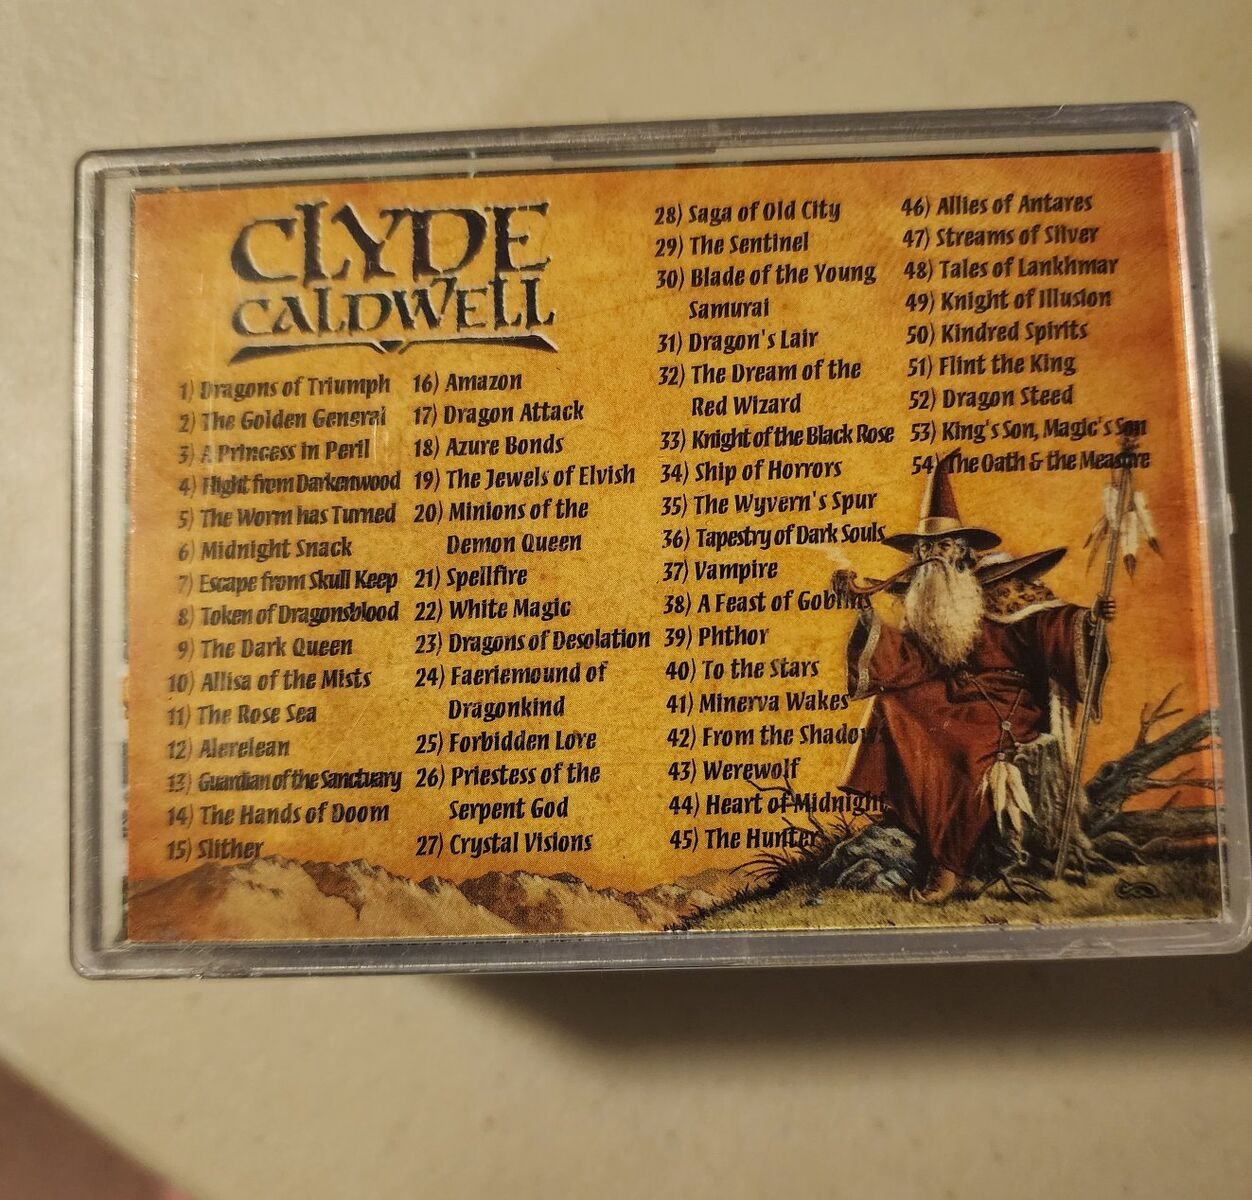 CLYDE
CALDWELL
1) Dragons of Triumph
2) The Golden General
3) A Princess in Peril
4) Flight from Darkenwood
5) The Worm has Turned
6) Midnight Snack
7) Escape from Skull Keep
8) Token of Dragonsblood
9) The Dark Queen
10) Allisa of the Mists
11) The Rose Sea
12) Alerelean
13) Guardian of the Sanctuary
14) The Hands of Doom
15) Slither
16) Amazon
17) Dragon Attack
18) Azure Bonds
19) The Jewels of Elvish
20) Minions of the
Demon Queen
21) Spellfire
22) White Magic
23) Dragons of Desolation
24) Faeriemound of
Dragonkind
25) Forbidden Love
26) Priestess of the
Serpent God
27) Crystal Visions
28) Saga of Old City
29) The Sentinel
30) Blade of the Young
Samurai
31) Dragon's Lair
32) The Dream of the
Red Wizard
33) Knight of the Black Rose
34) Ship of Horrors
35) The Wyvern's Spur
36) Tapestry of Dark Souls
37) Vampire
38) A Feast of Goblins
39) Phthor
40) To the Stars
41) Minerva Wakes
42) From the Shadows
43) Werewolf
44) Heart of Midnight
45) The Hunter
46) Allies of Antares
47) Streams of Silver
48) Tales of Lankhmar
49) Knight of Illusion
50) Kindred Spirits
51) Flint the King
52) Dragon Steed
53) King's Son, Magic's Son
54) The Oath & the Measure